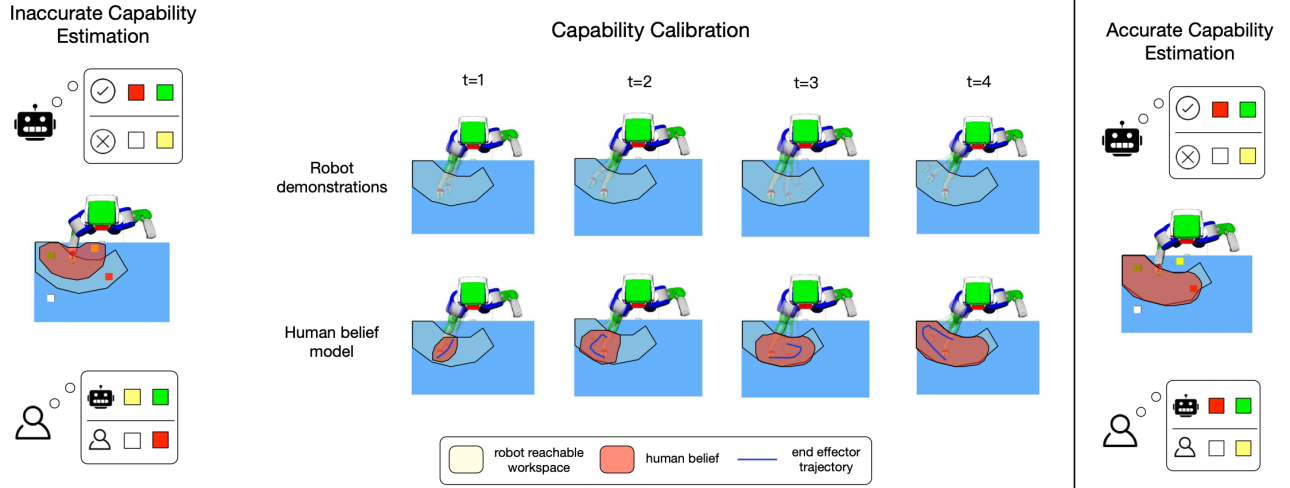 Inaccurate Capability
Estimation
Capability Calibration
Accurate Capability
Estimation
t=1
t=2
t=3
t=4
Robot
demonstrations
Human belief
model
robot reachable
workspace
human belief
end effector
trajectory